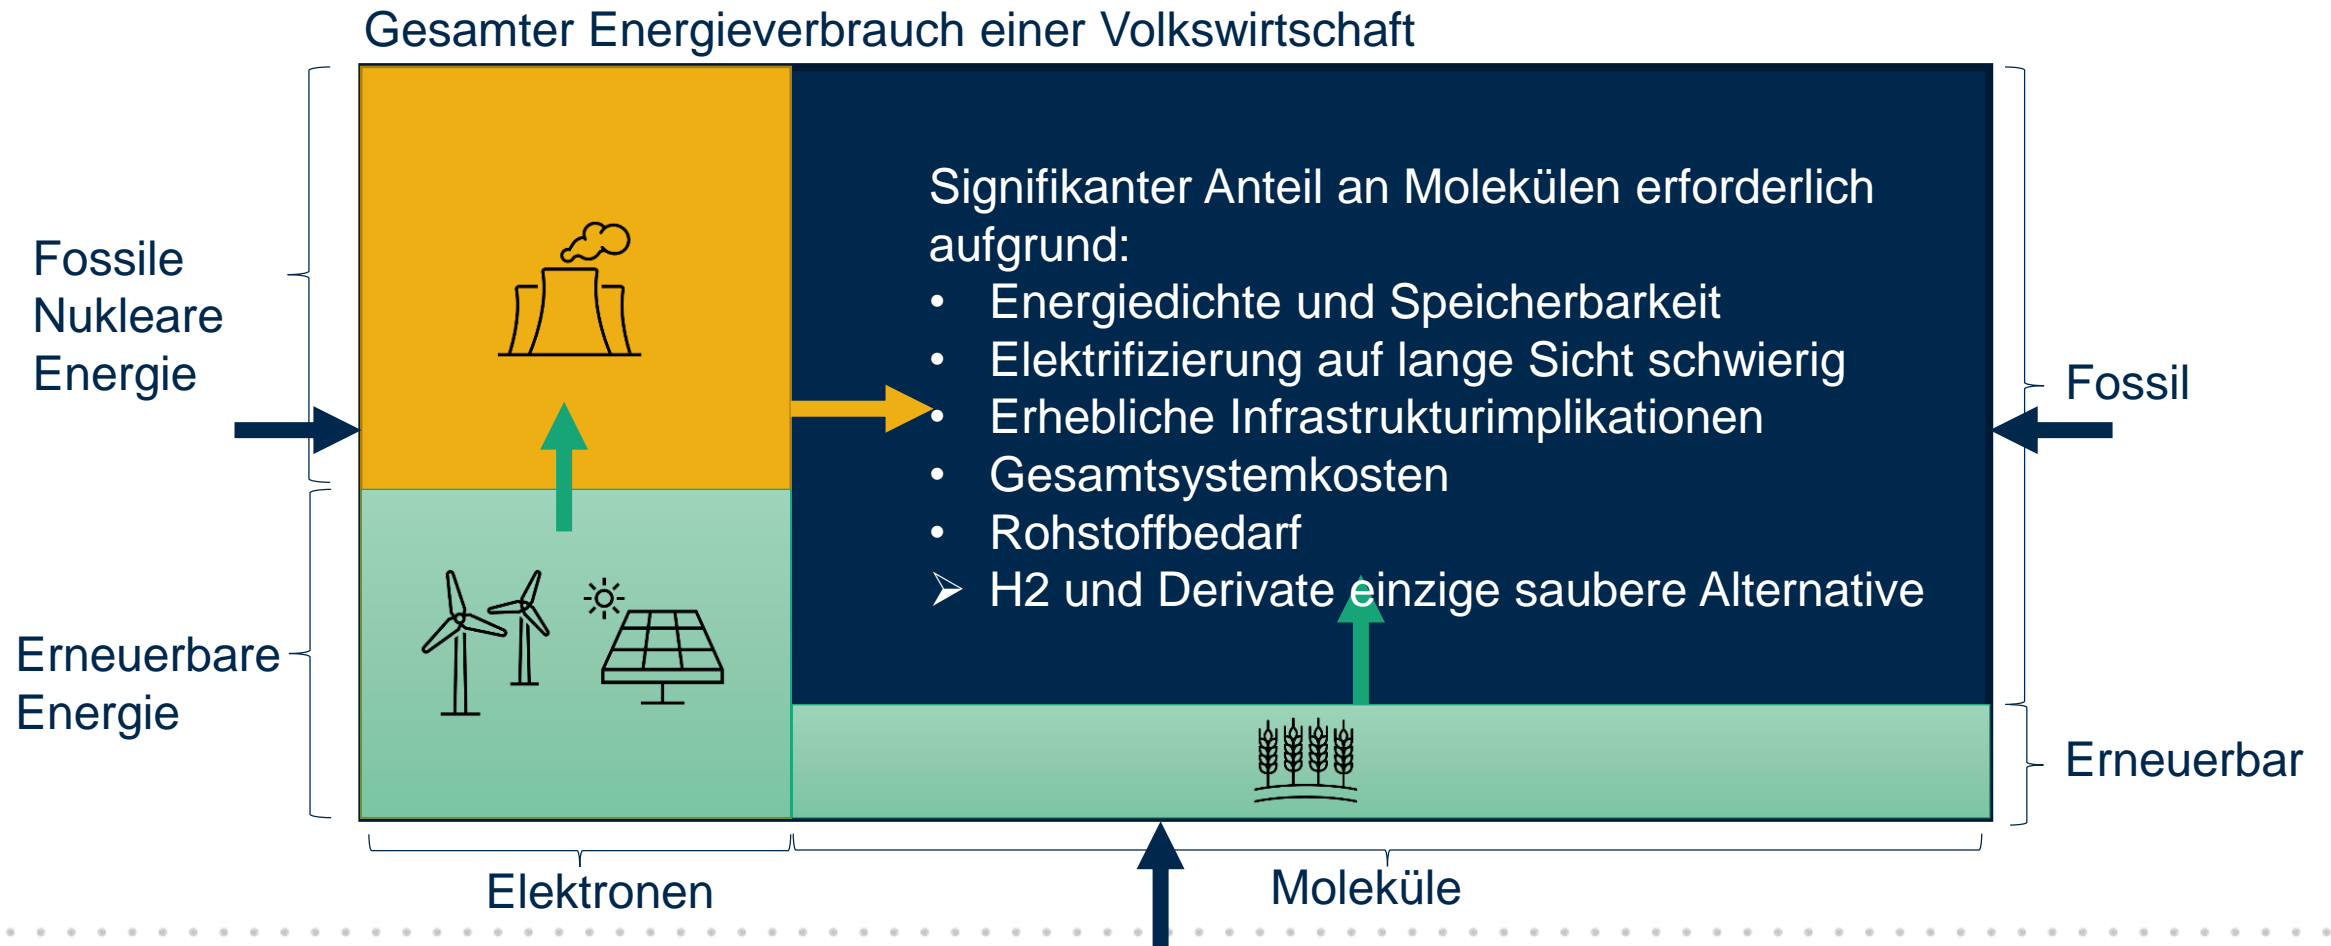 Gesamter Energieverbrauch einer Volkswirtschaft
Fossile
Nukleare
Energie
Erneuerbare
Energie
Signifikanter Anteil an Molekülen erforderlich
aufgrund:
• Energiedichte und Speicherbarkeit
• Elektrifizierung auf lange Sicht schwierig
• Erhebliche Infrastrukturimplikationen
• Gesamtsystemkosten
• Rohstoffbedarf
➢ H2 und Derivate einzige saubere Alternative
Fossil
Erneuerbar
Elektronen
Moleküle